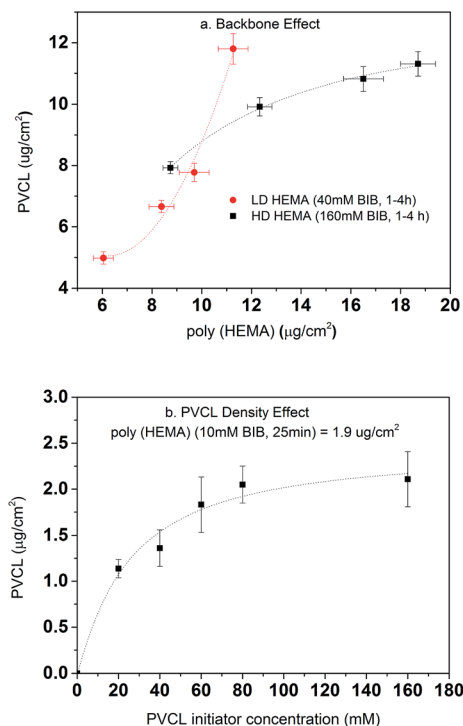 a. Backbone Effect
12
10
8
6
4
PVCL (ug/cm²)
LD HEMA (40mM BIB, 1-4h)
HD HEMA (160mM BIB, 1-4 h)
6 8 10 12 14 16 18 20
poly (HEMA) (μg/cm²)
b. PVCL Density Effect
poly (HEMA) (10mM BIB, 25min) = 1.9 ug/cm²
3.0
2.5
2.0
1.5
1.0
0.5
0.0
PVCL (μg/cm²)
0 20 40 60 80 100 120 140 160 180
PVCL initiator concentration (mM)